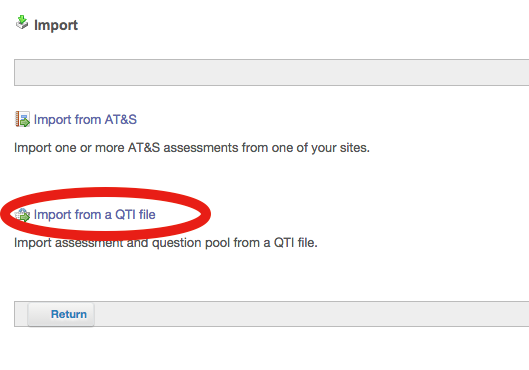 Import
Import from AT&S
Import one or more AT&S assessments from one of your sites.
Import from a QTI file
Import assessment and question pool from a QTI file.
Return